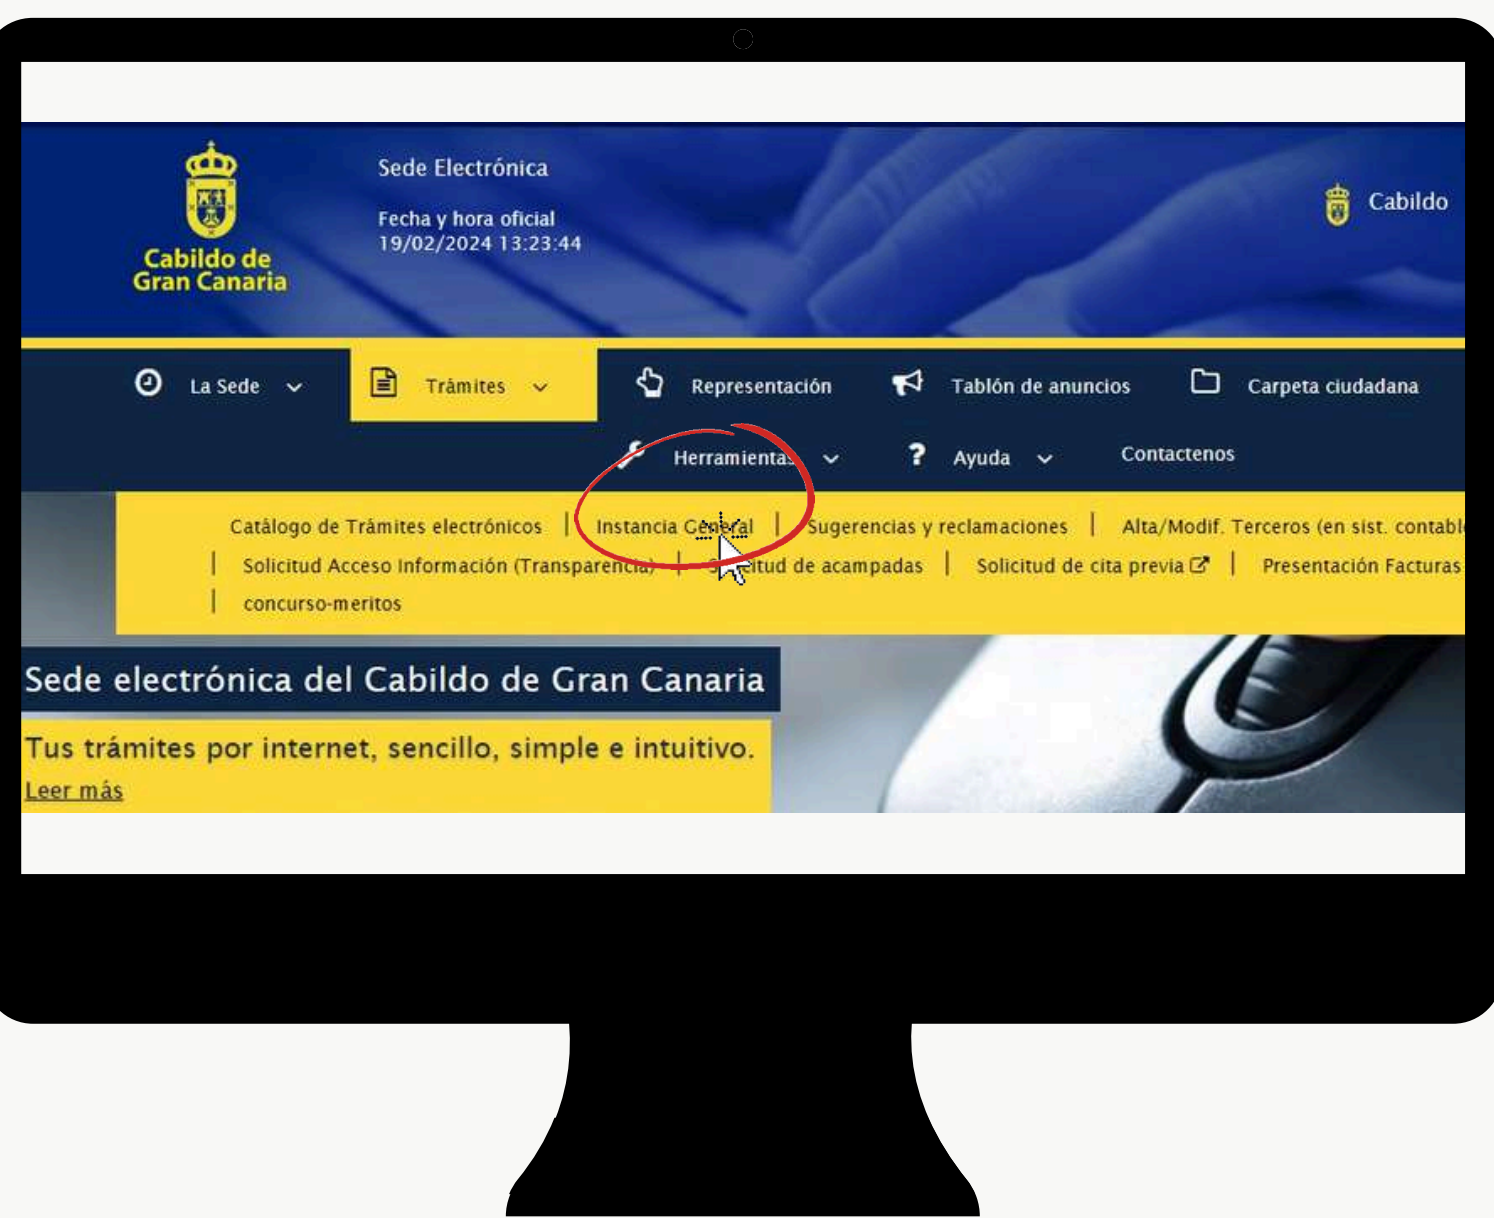 Sede Electrónica
Fecha y hora oficial
19/02/2024 13:23:44
Cabildo de
Gran Canaria
Cabildo
La Sede
Trámites
Representación
Tablón de anuncios
Carpeta ciudadana
Herramientas
Ayuda
Contactenos
Catálogo de Trámites electrónicos | Instancia General | Sugerencias y reclamaciones | Alta/Modif. Terceros (en sist. contabl
| Solicitud Acceso Información (Transparencia) | Solicitud de acampadas | Solicitud de cita previa | Presentación Facturas
| concurso-meritos
Sede electrónica del Cabildo de Gran Canaria
Tus trámites por internet, sencillo, simple e intuitivo.
Leer más